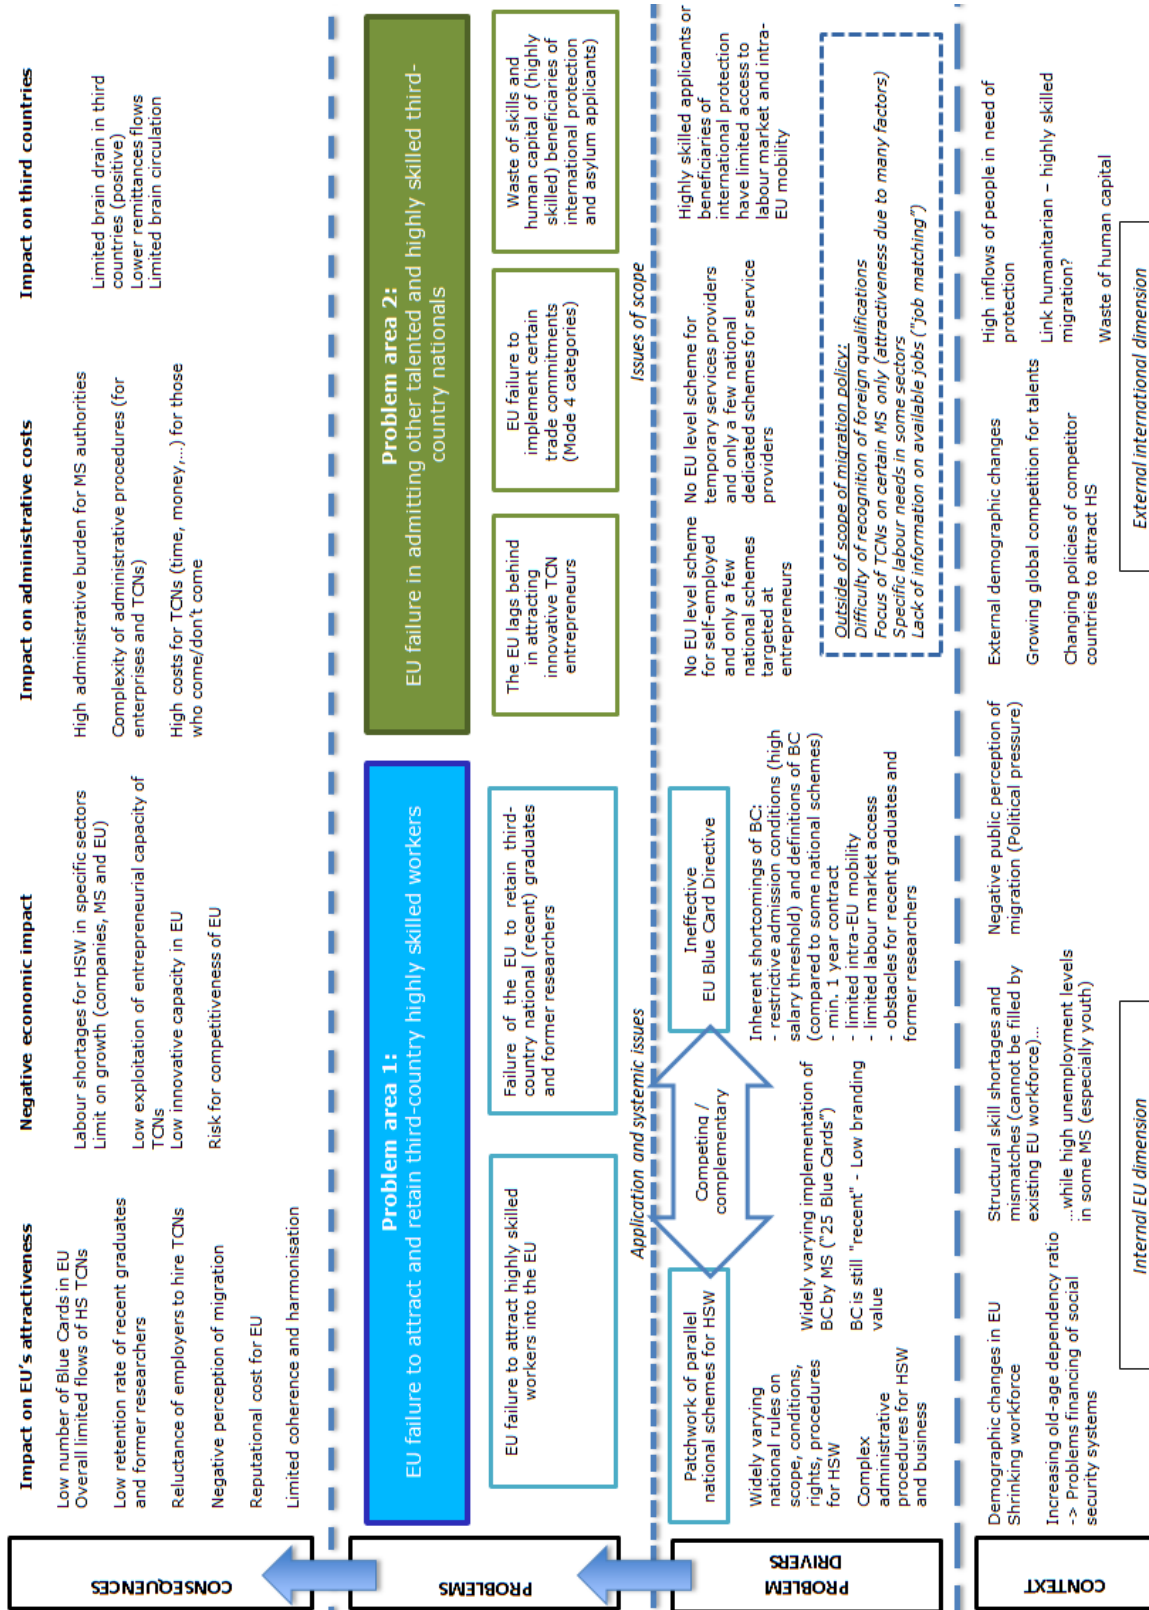 CONSEQUENCES
Impact on EU's attractiveness
Low number of Blue Cards in EU
Overall limited flows of HS TCNs
Low retention rate of recent graduates
and former researchers
Reluctance of employers to hire TCNs
Negative perception of migration
Reputational cost for EU
Limited coherence and harmonisation
Negative economic impact
Labour shortages for HSW in specific sectors
Limit on growth (companies, MS and EU)
Low exploitation of entrepreneurial capacity of
TCNs
Low innovative capacity in EU
Risk for competitiveness of EU
Impact on administrative costs
High administrative burden for MS authorities
Complexity of administrative procedures (for
enterprises and TCNs)
High costs for TCNs (time, money,...) for those
who come/don't come
Impact on third countries
Limited brain drain in third
countries (positive)
Lower remittances flows
Limited brain circulation
PROBLEMS
Problem area 1:
EU failure to attract and retain third-country highly skilled workers
Problem area 2:
EU failure in admitting other talented and highly skilled third-
country nationals
EU failure to attract highly skilled
workers into the EU
Failure of the EU to retain third-
country national (recent) graduates
and former researchers
The EU lags behind
in attracting
innovative TCN
entrepreneurs
EU failure to
implement certain
trade commitments
(Mode 4 categories)
Waste of skills and
human capital of (highly
skilled) beneficiaries of
international protection
and asylum applicants)
Application and systemic issues
Issues of scope
PROBLEM
DRIVERS
Patchwork of parallel
national schemes for HSW
Competing /
complementary
Ineffective
EU Blue Card Directive
Widely varying
national rules on
scope, conditions,
rights, procedures
for HSW
Complex
administrative
procedures for HSW
and business
Widely varying implementation of
BC by MS ("25 Blue Cards")
BC is still "recent" - Low branding
value
Inherent shortcomings of BC:
- restrictive admission conditions (high
salary threshold) and definitions of BC
(compared to some national schemes)
- min. 1 year contract
- limited intra-EU mobility
- limited labour market access
- obstacles for recent graduates and
former researchers
No EU level scheme
for self-employed
and only a few
national schemes
targeted at
entrepreneurs
No EU level scheme for
temporary services providers
and only a few national
dedicated schemes for service
providers
Highly skilled applicants or
beneficiaries of
international protection
have limited access to
labour market and intra-
EU mobility
Outside of scope of migration policy:
Difficulty of recognition of foreign qualifications
Focus of TCNs on certain MS only (attractiveness due to many factors)
Specific labour needs in some sectors
Lack of information on available jobs ("job matching")
CONTEXT
Demographic changes in EU
Shrinking workforce
Increasing old-age dependency ratio
-> Problems financing of social
security systems
Structural skill shortages and
mismatches (cannot be filled by
existing EU workforce)...
...while high unemployment levels
in some MS (especially youth)
Negative public perception of
migration (Political pressure)
External demographic changes
Growing global competition for talents
Changing policies of competitor
countries to attract HS
High inflows of people in need of
protection
Link humanitarian – highly skilled
migration?
Waste of human capital
Internal EU dimension
External international dimension